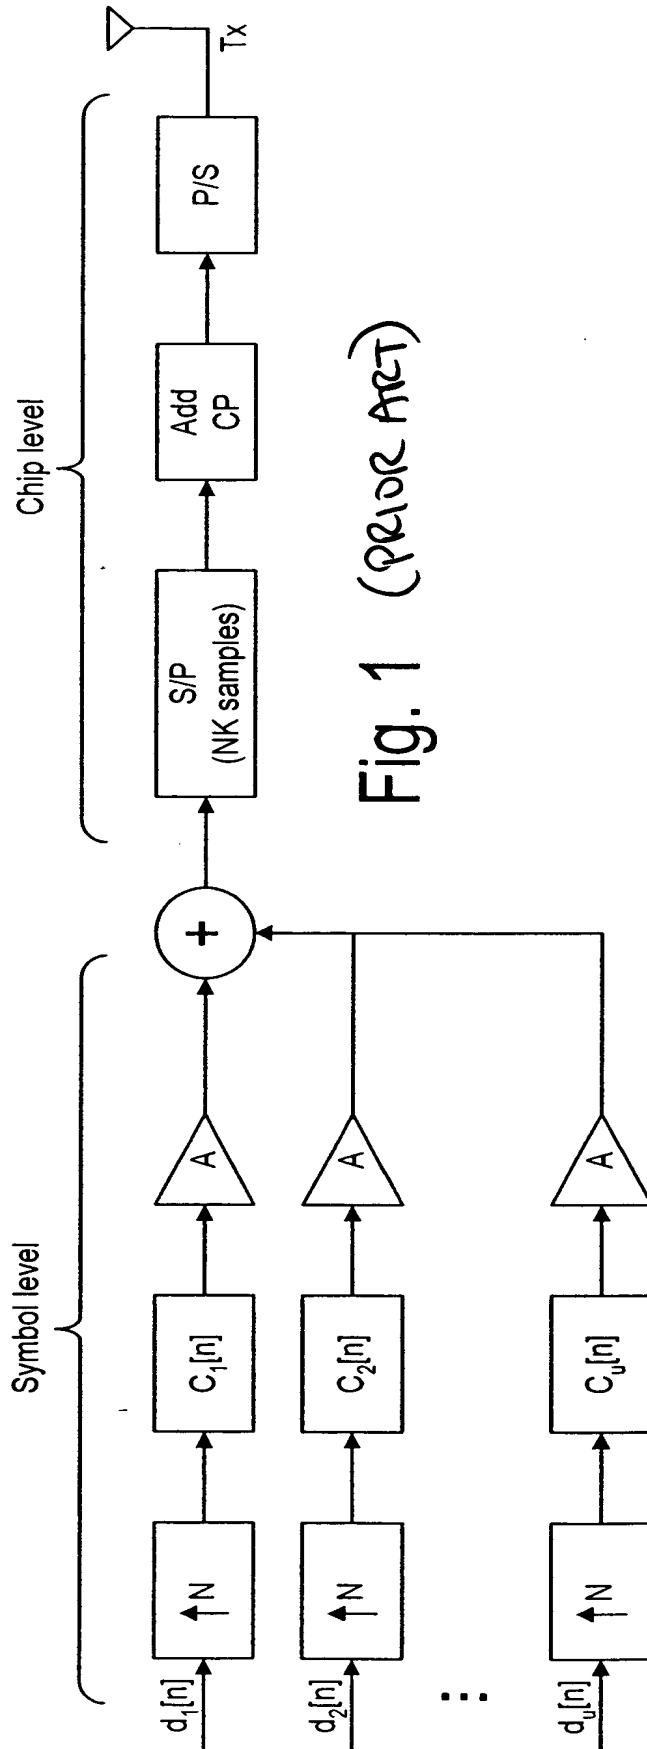 Symbol level
Chip level
d₁[n]
↑N
C₁[n]
A
+
S/P
(NK samples)
Add
CP
P/S
Tx
d₂[n]
↑N
C₂[n]
A
⋮
dᵤ[n]
↑N
Cᵤ[n]
A
Fig. 1 (PRIOR ART)